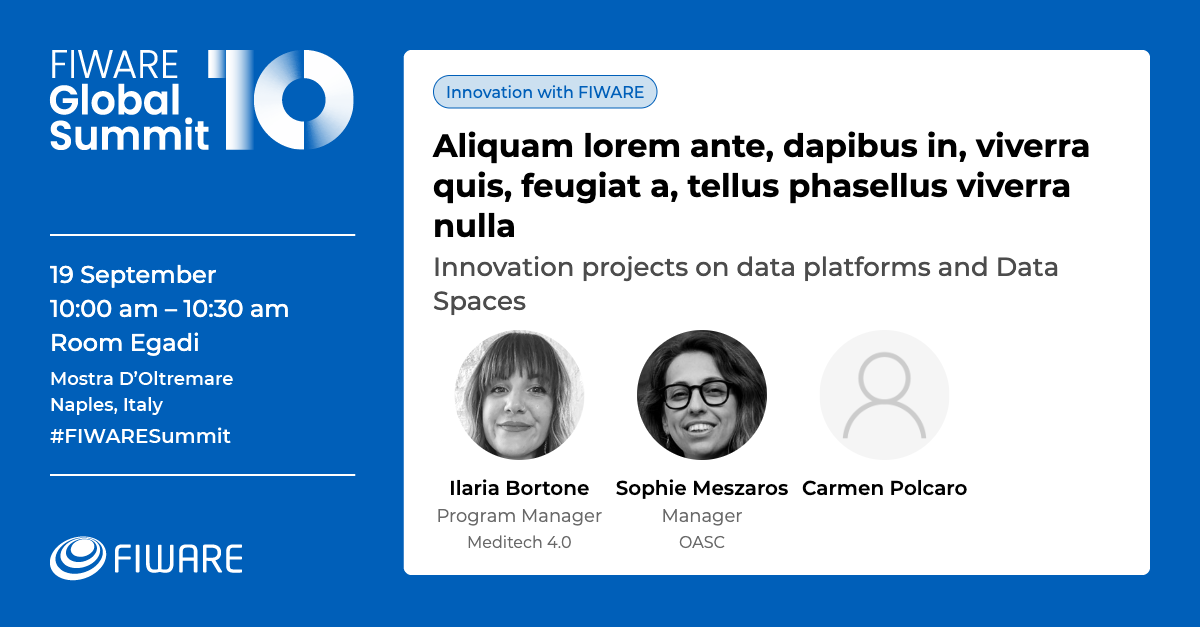 FIWARE
Global
Summit
10
19 September
10:00 am – 10:30 am
Room Egadi
Mostra D’Oltremare
Naples, Italy
#FIWARESummit
FIWARE
Innovation with FIWARE
Aliquam lorem ante, dapibus in, viverra
quis, feugiat a, tellus phasellus viverra
nulla
Innovation projects on data platforms and Data
Spaces
Ilaria Bortone
Program Manager
Meditech 4.0
Sophie Meszaros
Manager
OASC
Carmen Polcaro